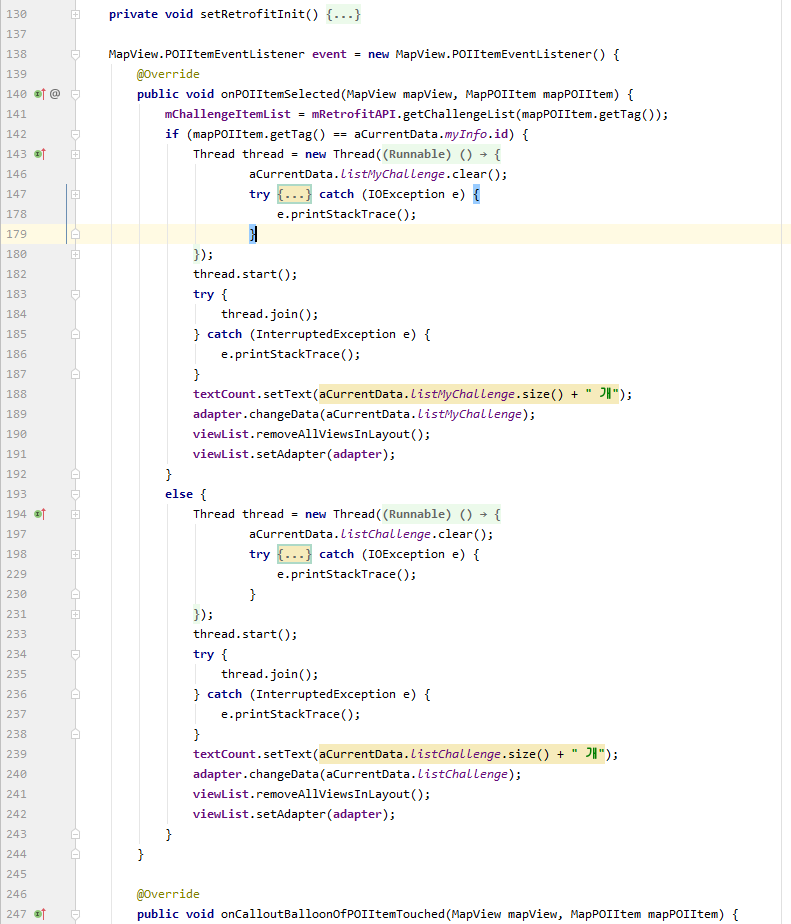 130 private void setRetrofitInit() {...}
137
138 MapView.POIItemEventListener event = new MapView.POIItemEventListener() {
139 @Override
140 @ public void onPOIItemSelected(MapView mapView, MapPOIItem mapPOIItem) {
141 mChallengeItemList = mRetrofitAPI.getChallengeList(mapPOIItem.getTag());
142 if (mapPOIItem.getTag() == aCurrentData.myInfo.id) {
143 Thread thread = new Thread((Runnable) () → {
146 aCurrentData.listMyChallenge.clear();
147 try {...} catch (IOException e) {
178 e.printStackTrace();
179 }
180 });
182 thread.start();
183 try {
184 thread.join();
185 } catch (InterruptedException e) {
186 e.printStackTrace();
187 }
188 textCount.setText(aCurrentData.listMyChallenge.size() + " 개");
189 adapter.changeData(aCurrentData.listMyChallenge);
190 viewList.removeAllViewsInLayout();
191 viewList.setAdapter(adapter);
192 }
193 else {
194 Thread thread = new Thread((Runnable) () → {
197 aCurrentData.listChallenge.clear();
198 try {...} catch (IOException e) {
229 e.printStackTrace();
230 }
231 });
233 thread.start();
234 try {
235 thread.join();
236 } catch (InterruptedException e) {
237 e.printStackTrace();
238 }
239 textCount.setText(aCurrentData.listChallenge.size() + " 개");
240 adapter.changeData(aCurrentData.listChallenge);
241 viewList.removeAllViewsInLayout();
242 viewList.setAdapter(adapter);
243 }
244 }
245
246 @Override
247 public void onCalloutBalloonOfPOIItemTouched(MapView mapView, MapPOIItem mapPOIItem) {